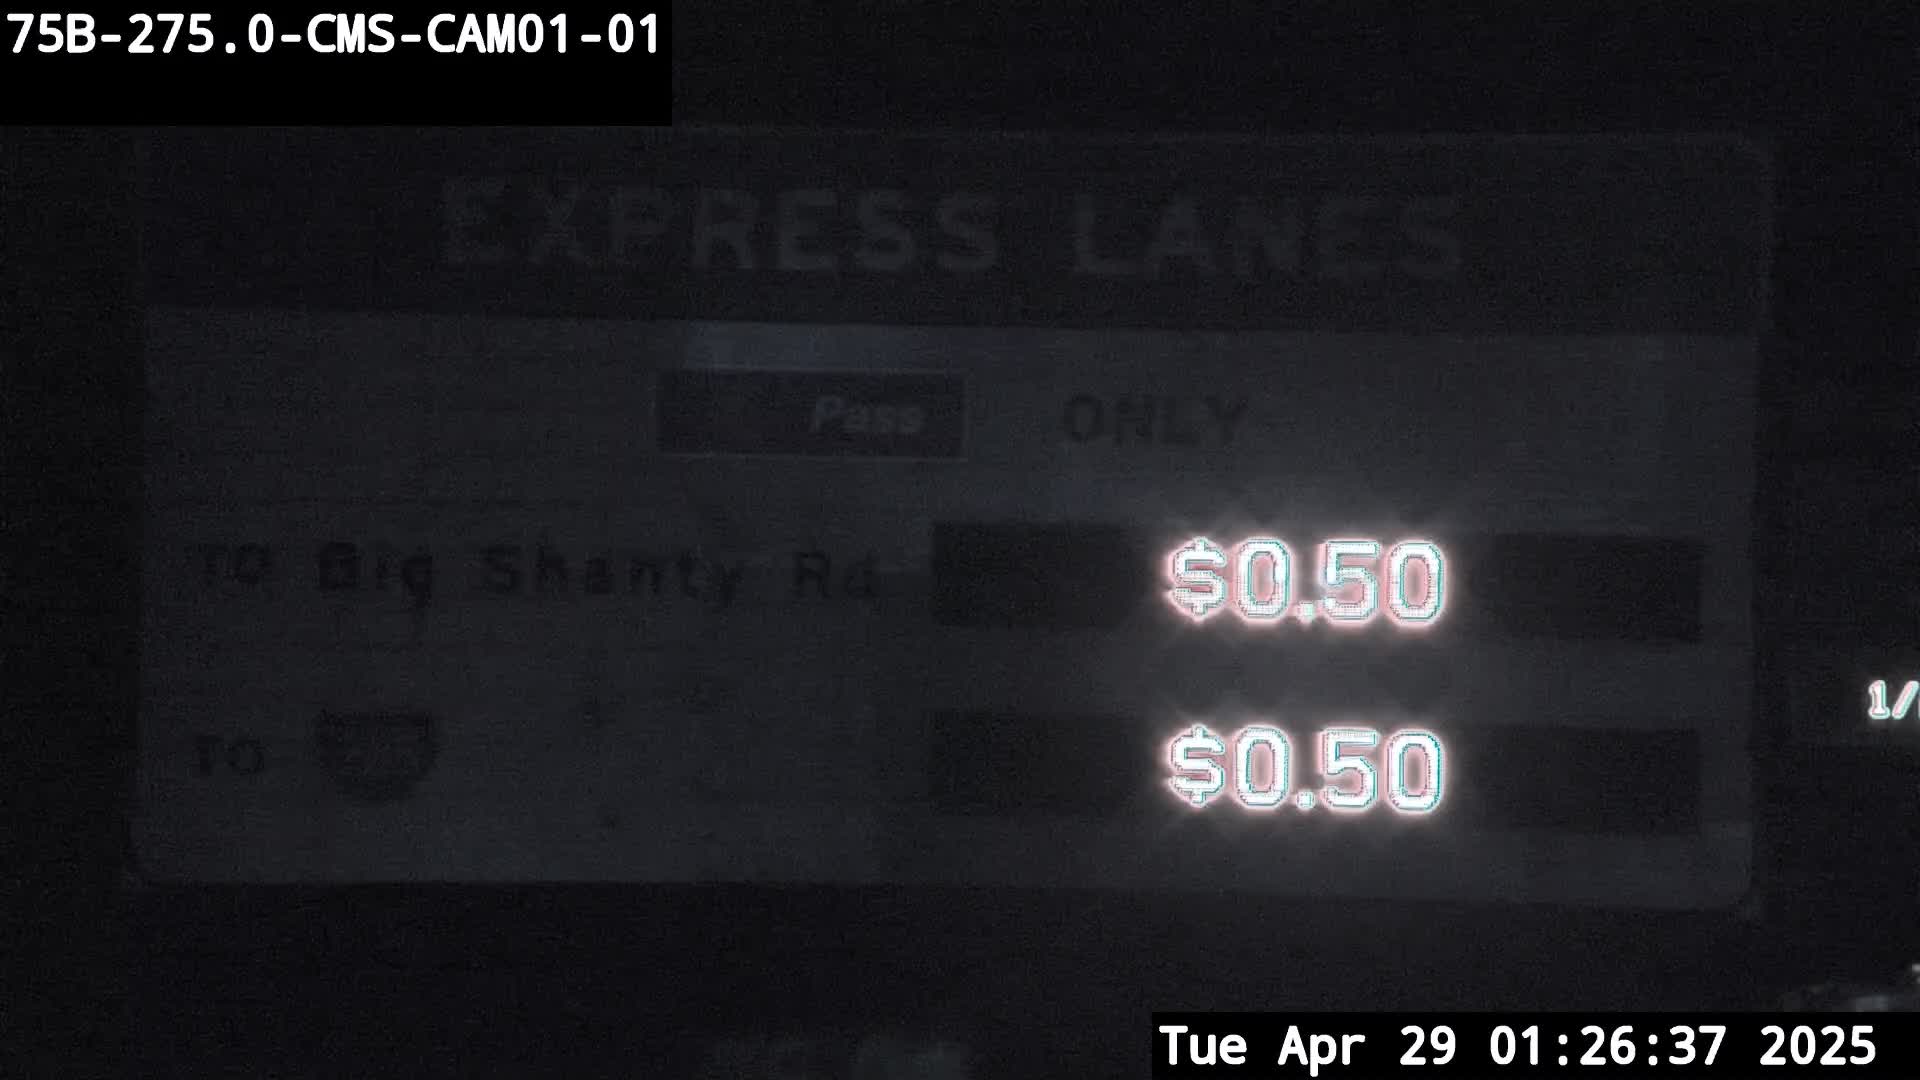 75B-275.0-CMS-CAM01-01
EXPRESS LANES
Pass ONLY
TO Big Shanty Rd $0.50
TO $0.50
1/
Tue Apr 29 01:26:37 2025